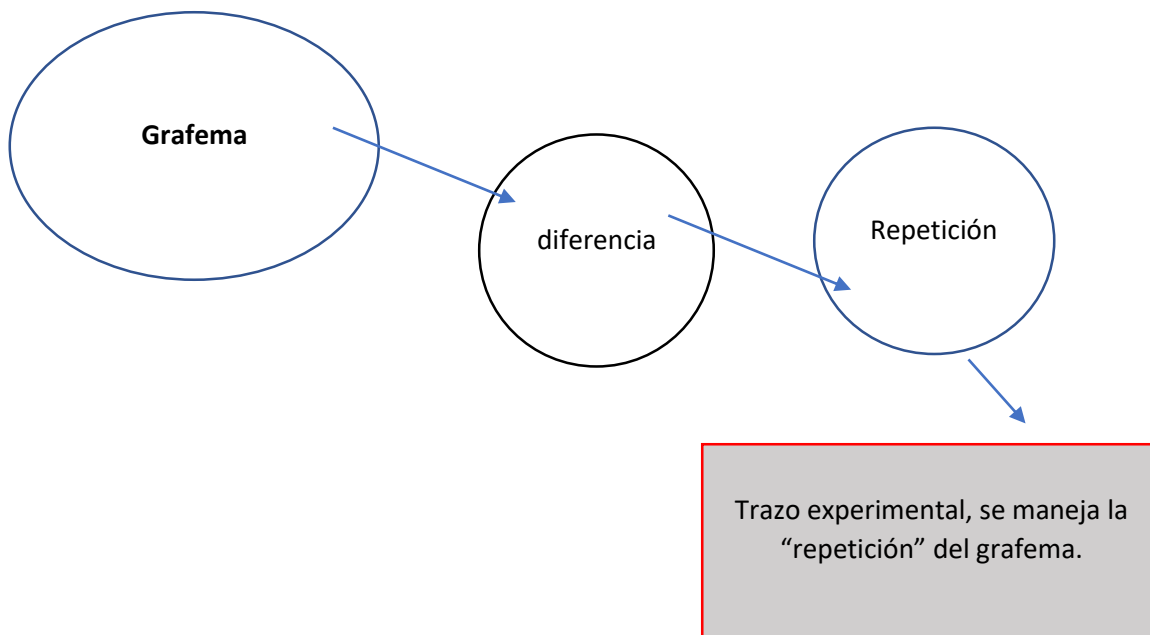 Grafema
diferencia
Repetición
Trazo experimental, se maneja la
“repetición” del grafema.